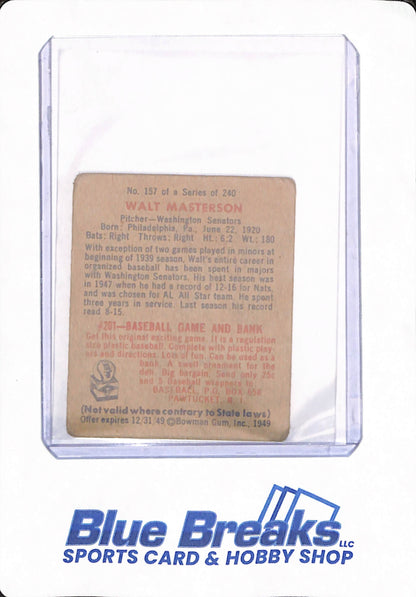 No. 157 of a Series of 240
WALT MASTERSON
Pitcher—Washington Senators
Born: Philadelphia, Pa., June 22, 1920
Bats: Right Throws: Right Ht.: 6:2 Wt.: 180
With exception of two games played in minors at
beginning of 1939 season, Walt's entire career in
organized baseball has been spent in majors
with Washington Senators. His best season was
in 1947 when he had a record of 12-16 for Nats,
and was chosen for AL All Star team. He spent
three years in service. Last season his record
read 8-15.
#201—BASEBALL GAME AND BANK
Get this original exciting game. It is a regulation
size plastic baseball. Complete with plastic play-
ers and directions. Lots of fun. Can be used as a
bank. A swell ornament for the
den. Big bargain. Send only 25c
and 5 Baseball wrappers to
BASEBALL, P.O. BOX 658
PAWTUCKET, R. I.
(Not valid where contrary to State laws)
Offer expires 12/31/49 ©Bowman Gum, Inc., 1949
Blue Breaks LLC
SPORTS CARD & HOBBY SHOP